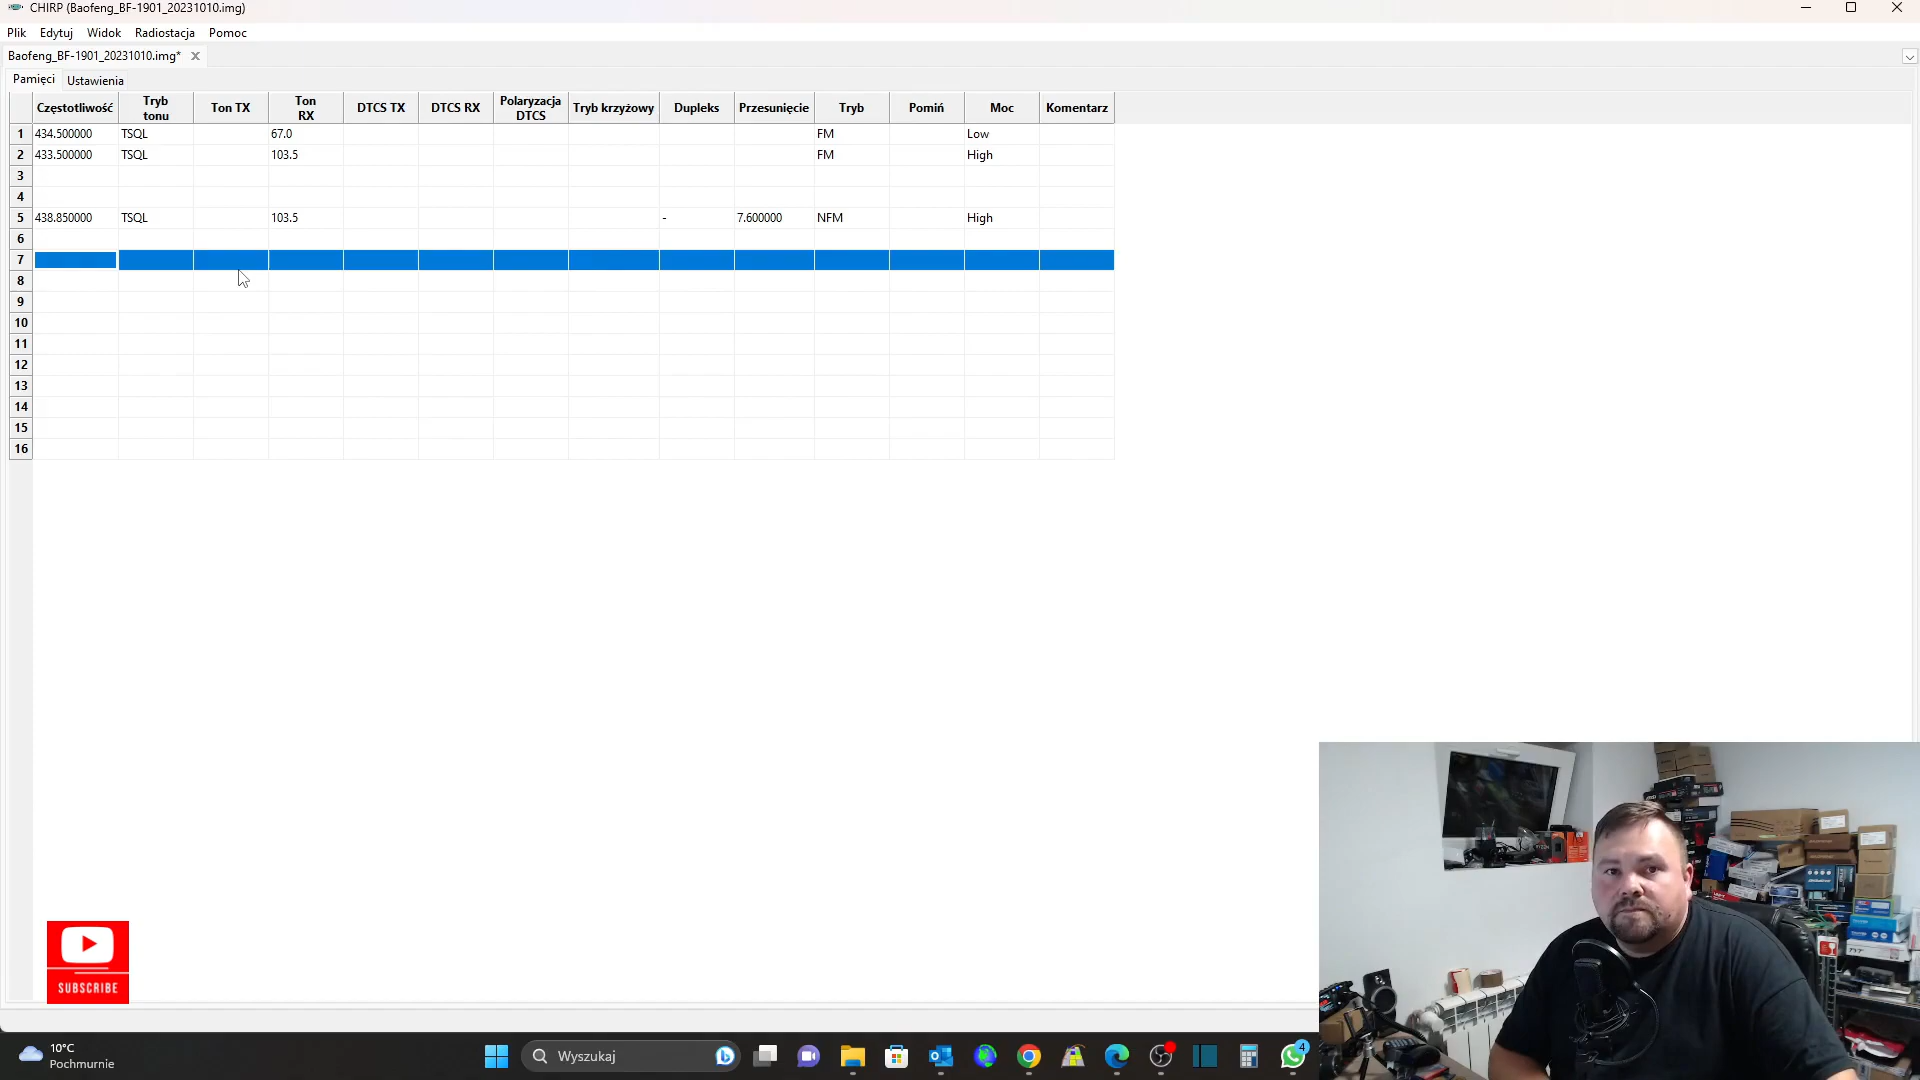 CHIRP (Baofeng_BF-1901_20231010.img)
Plik Edytuj Widok Radiostacja Pomoc
Baofeng_BF-1901_20231010.img*
Pamięci Ustawienia
Częstotliwość Tryb tonu Ton TX Ton RX DTCS TX DTCS RX Polaryzacja DTCS Tryb krzyżowy Dupleks Przesunięcie Tryb Pomiń Moc Komentarz
1 434.500000 TSQL 67.0 FM Low
2 433.500000 TSQL 103.5 FM High
3
4
5 438.850000 TSQL 103.5 - 7.600000 NFM High
6
7
8
9
10
11
12
13
14
15
16
SUBSCRIBE
10°C
Pochmurnie
Wyszukaj
4